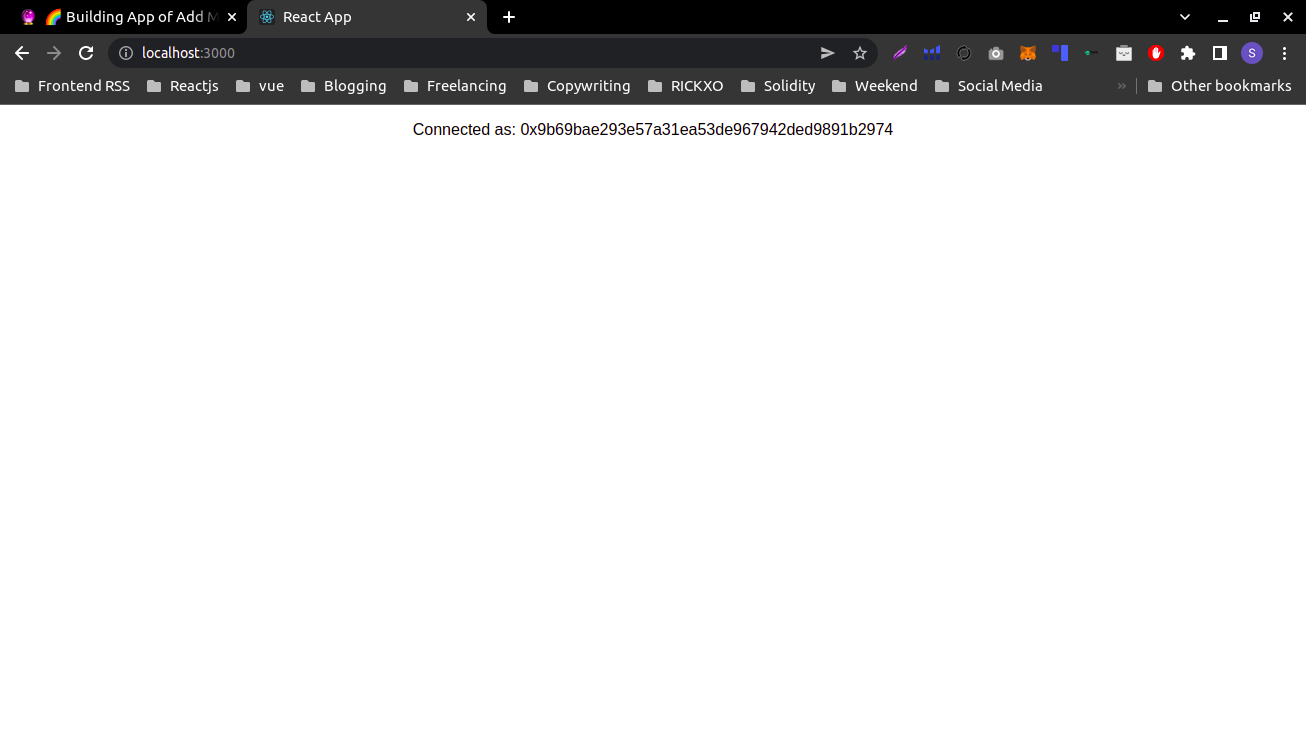 Building App of Add M
React App
localhost:3000
S
Frontend RSS
Reactjs
vue
Blogging
Freelancing
Copywriting
RICKXO
Solidity
Weekend
Social Media
»
Other bookmarks
Connected as: 0x9b69bae293e57a31ea53de967942ded9891b2974